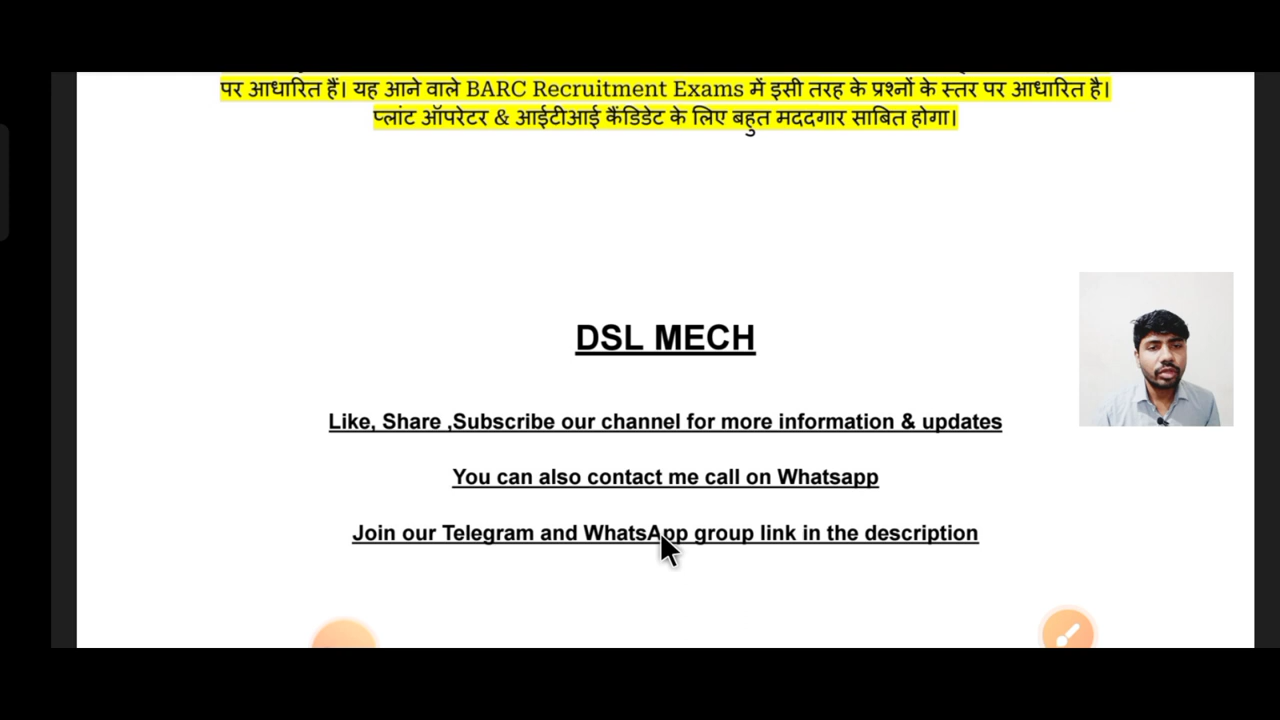 पर आधारित हैं। यह आने वाले BARC Recruitment Exams में इसी तरह के प्रश्नों के स्तर पर आधारित है।
प्लांट ऑपरेटर & आईटीआई कैंडिडेट के लिए बहुत मददगार साबित होगा।
DSL MECH
Like, Share ,Subscribe our channel for more information & updates
You can also contact me call on Whatsapp
Join our Telegram and WhatsApp group link in the description